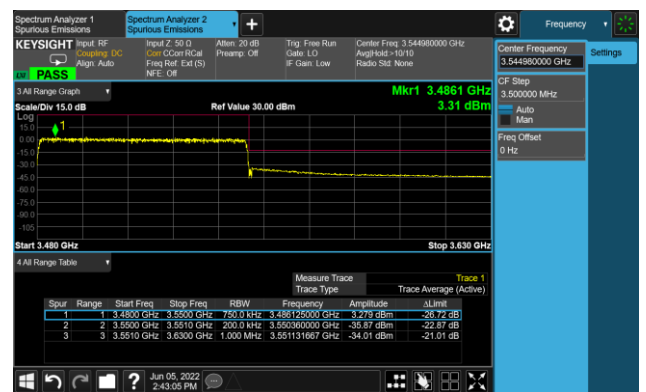 Spectrum Analyzer 1
Spurious Emissions
Spectrum Analyzer 2
Spurious Emissions
Frequency
KEYSIGHT
Input: RF
Coupling: DC
Align: Auto
Input Z: 50 Ω
Corr CCorr RCal
Freq Ref: Ext (S)
NFE: Off
Atten: 20 dB
Preamp: Off
Trig: Free Run
Gate: LO
IF Gain: Low
Center Freq: 3.544980000 GHz
Avg|Hold:>10/10
Radio Std: None
PASS
Center Frequency
3.544980000 GHz
Settings
CF Step
3.500000 MHz
Auto
Man
Freq Offset
0 Hz
3 All Range Graph
Mkr1 3.4861 GHz
Scale/Div 15.0 dB
Ref Value 30.00 dBm
3.31 dBm
Log
1
15.0
0.00
-15.0
-30.0
-45.0
-60.0
-75.0
-90.0
-105
Start 3.480 GHz
Stop 3.630 GHz
4 All Range Table
Measure Trace Trace 1
Trace Type Trace Average (Active)
Spur Range Start Freq Stop Freq RBW Frequency Amplitude ΔLimit
1 1 3.4800 GHz 3.5500 GHz 750.0 kHz 3.486125000 GHz 3.279 dBm -26.72 dB
2 2 3.5500 GHz 3.5510 GHz 200.0 kHz 3.550360000 GHz -35.87 dBm -22.87 dB
3 3 3.5510 GHz 3.6300 GHz 1.000 MHz 3.551131667 GHz -34.01 dBm -21.01 dB
Jun 05, 2022
2:43:05 PM